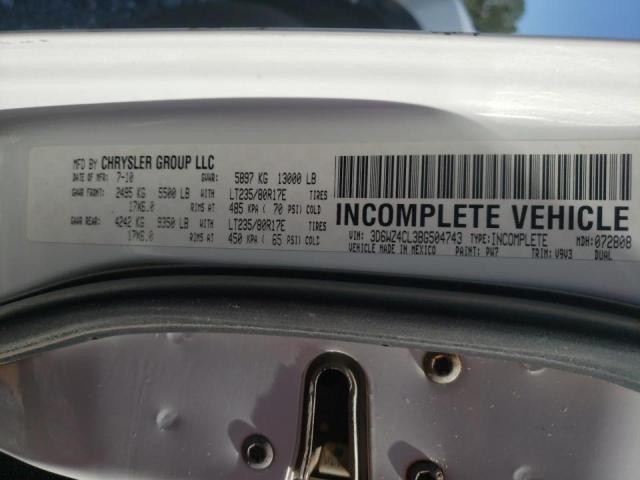 MFD BY CHRYSLER GROUP LLC
DATE OF MFR: 7-10 GVWR: 5897 KG 13000 LB
GAWR FRONT: 2495 KG 5500 LB WITH LT235/80R17E TIRES
17X6.0 RIMS AT 485 KPA ( 70 PSI) COLD
GAWR REAR: 4242 KG 9350 LB WITH LT235/80R17E TIRES
17X6.0 RIMS AT 450 KPA ( 65 PSI) COLD
INCOMPLETE VEHICLE
VIN: 3D6WZ4CL3BG504743 TYPE: INCOMPLETE MDH: 072808
VEHICLE MADE IN MEXICO PAINT: PW7 TRIM: V9V3 DUAL